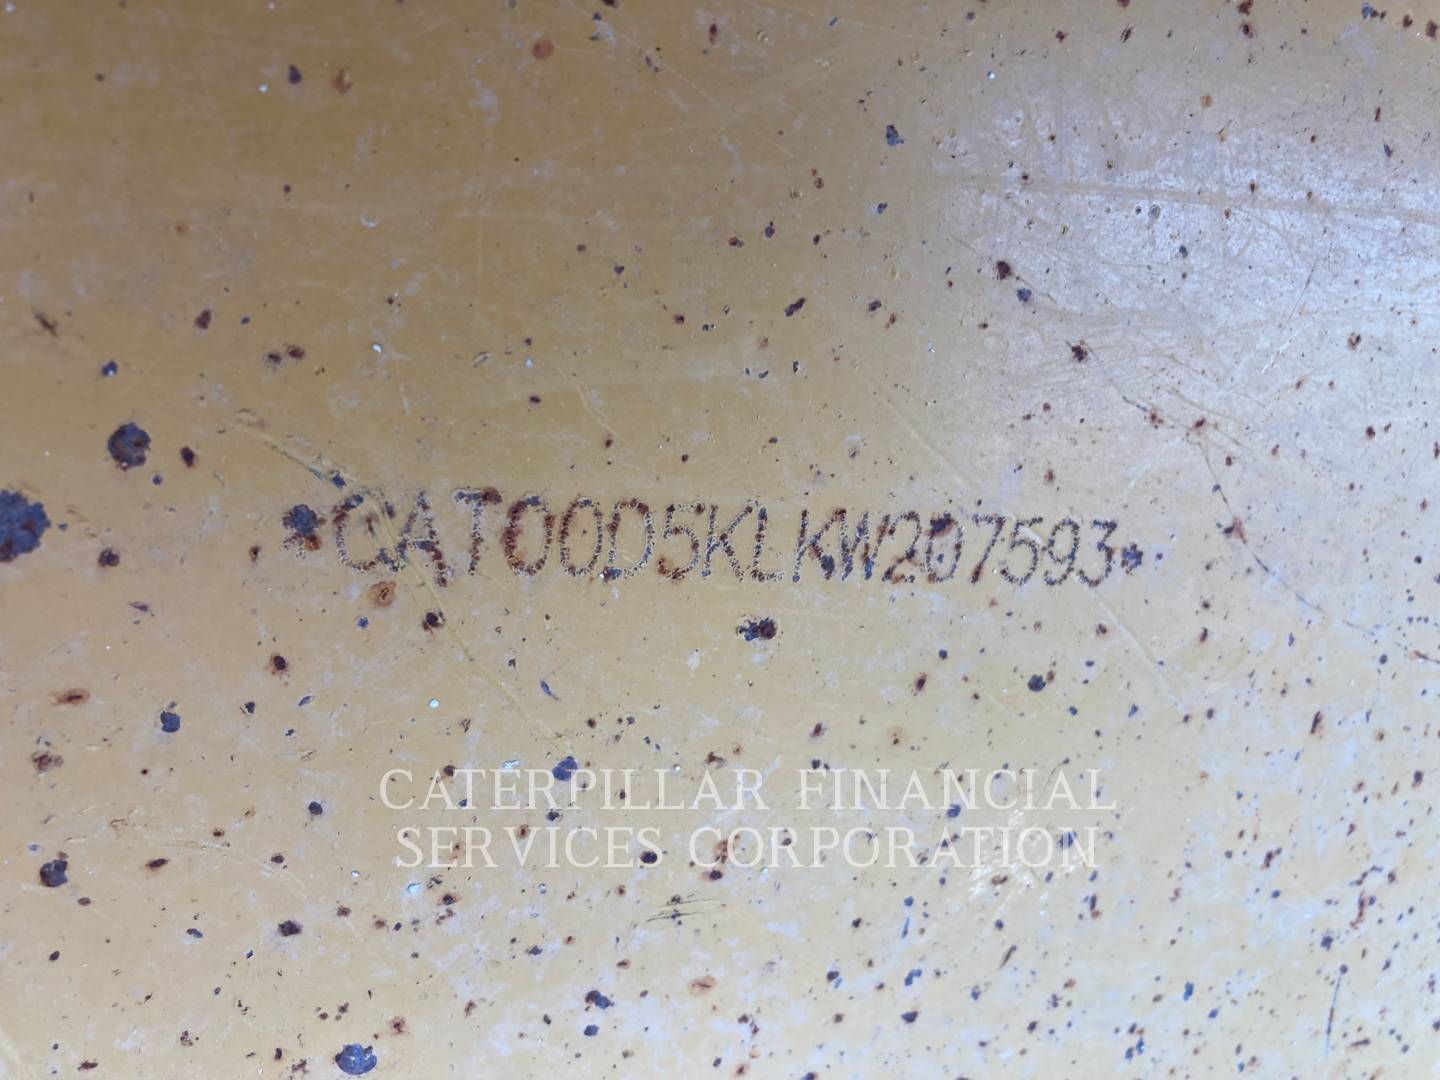 *CAT00D5KLKW207593*
CATERPILLAR FINANCIAL
SERVICES CORPORATION